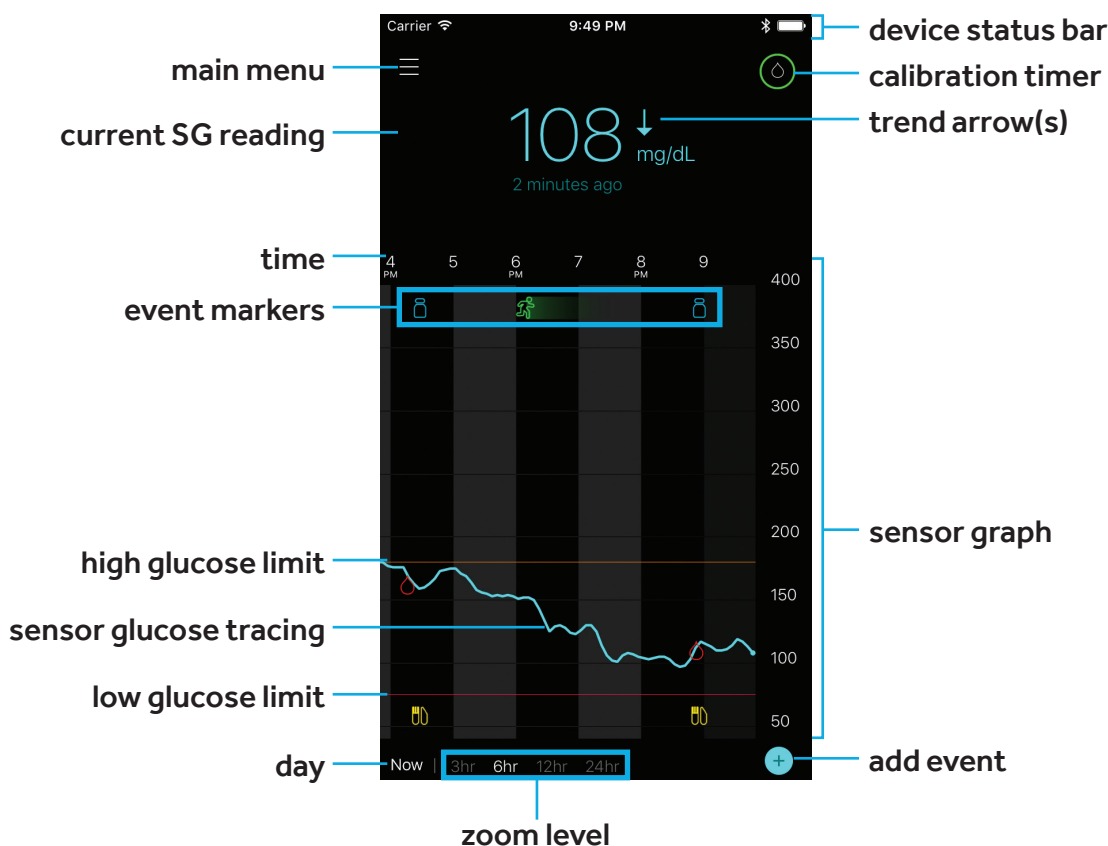 Carrier 9:49 PM
device status bar
main menu
calibration timer
current SG reading
108
mg/dL
trend arrow(s)
2 minutes ago
time
4 PM 5 6 PM 7 8 PM 9
event markers
400
350
300
250
200
150
100
50
sensor graph
high glucose limit
sensor glucose tracing
low glucose limit
day
Now | 3hr 6hr 12hr 24hr
+
add event
zoom level